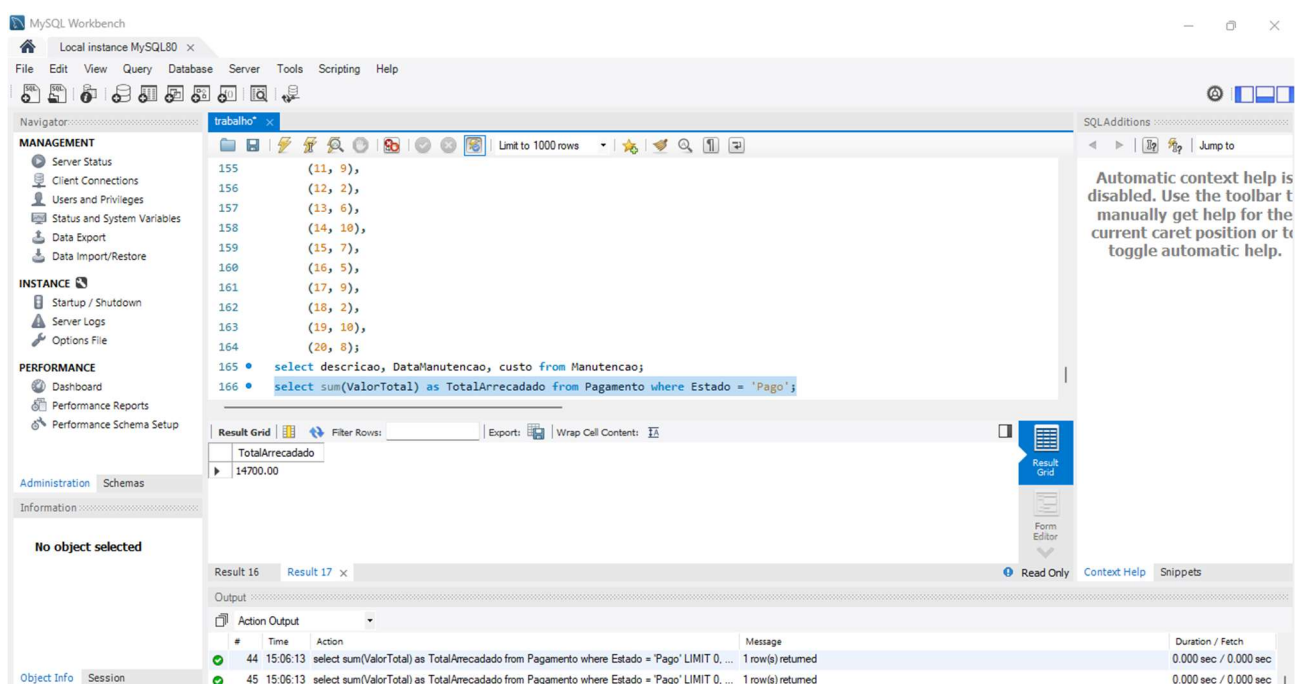 MySQL Workbench
Local instance MySQL80
File Edit View Query Database Server Tools Scripting Help
Navigator
MANAGEMENT
Server Status
Client Connections
Users and Privileges
Status and System Variables
Data Export
Data Import/Restore
INSTANCE
Startup / Shutdown
Server Logs
Options File
PERFORMANCE
Dashboard
Performance Reports
Performance Schema Setup
Administration Schemas
Information
No object selected
Object Info Session
trabalho*
Limit to 1000 rows
155 (11, 9),
156 (12, 2),
157 (13, 6),
158 (14, 10),
159 (15, 7),
160 (16, 5),
161 (17, 9),
162 (18, 2),
163 (19, 10),
164 (20, 8);
165 select descricao, DataManutencao, custo from Manutencao;
166 select sum(ValorTotal) as TotalArrecadado from Pagamento where Estado = 'Pago';
Result Grid Filter Rows: Export: Wrap Cell Content:
TotalArrecadado
14700.00
Result
Grid
Form
Editor
Result 16 Result 17 Read Only
Output
Action Output
# Time Action Message Duration / Fetch
44 15:06:13 select sum(ValorTotal) as TotalArrecadado from Pagamento where Estado = 'Pago' LIMIT 0, ... 1 row(s) returned 0.000 sec / 0.000 sec
45 15:06:13 select sum(ValorTotal) as TotalArrecadado from Pagamento where Estado = 'Pago' LIMIT 0, ... 1 row(s) returned 0.000 sec / 0.000 sec
SQLAdditions
Jump to
Automatic context help is
disabled. Use the toolbar t
manually get help for the
current caret position or to
toggle automatic help.
Context Help Snippets